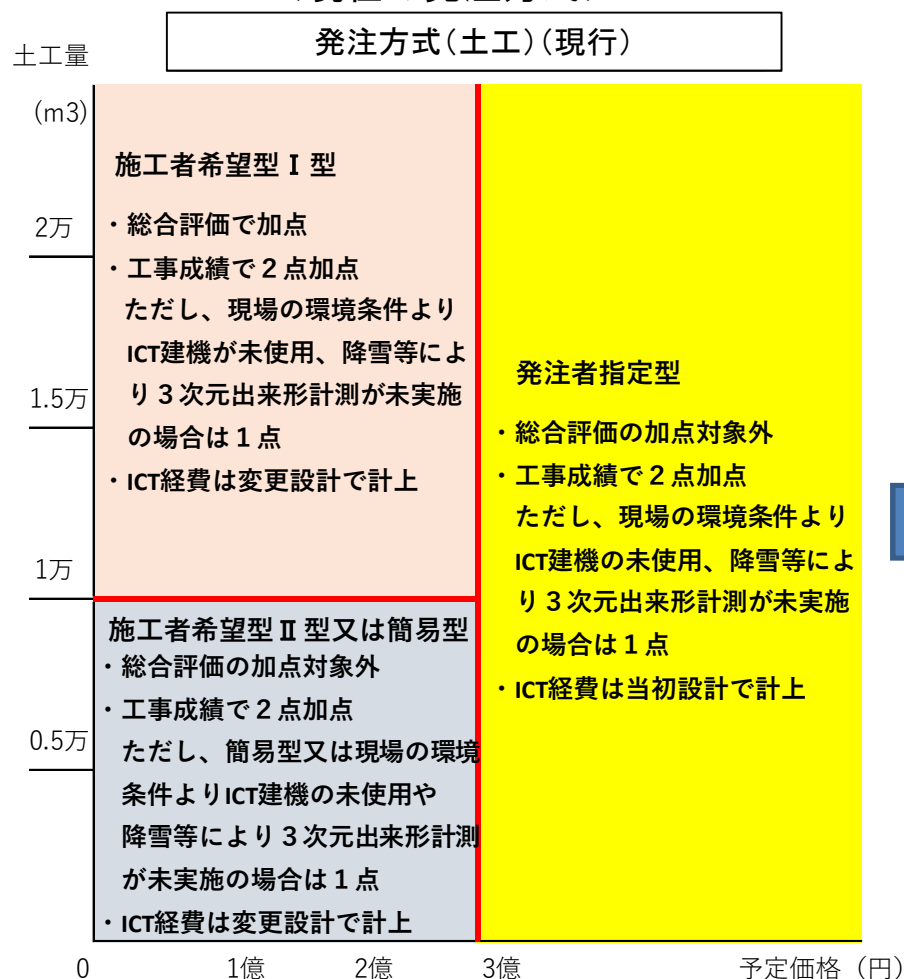 発注方式(土工)(現行)
土工量
(m3)
2万
1.5万
1万
0.5万
施工者希望型Ⅰ型
・総合評価で加点
・工事成績で2点加点
ただし、現場の環境条件より
ICT建機が未使用、降雪等によ
り3次元出来形計測が未実施
の場合は1点
・ICT経費は変更設計で計上
施工者希望型Ⅱ型又は簡易型
・総合評価の加点対象外
・工事成績で2点加点
ただし、簡易型又は現場の環境
条件よりICT建機の未使用や
降雪等により3次元出来形計測
が未実施の場合は1点
・ICT経費は変更設計で計上
発注者指定型
・総合評価の加点対象外
・工事成績で2点加点
ただし、現場の環境条件より
ICT建機の未使用、降雪等によ
り3次元出来形計測が未実施
の場合は1点
・ICT経費は当初設計で計上
0 1億 2億 3億 予定価格(円)